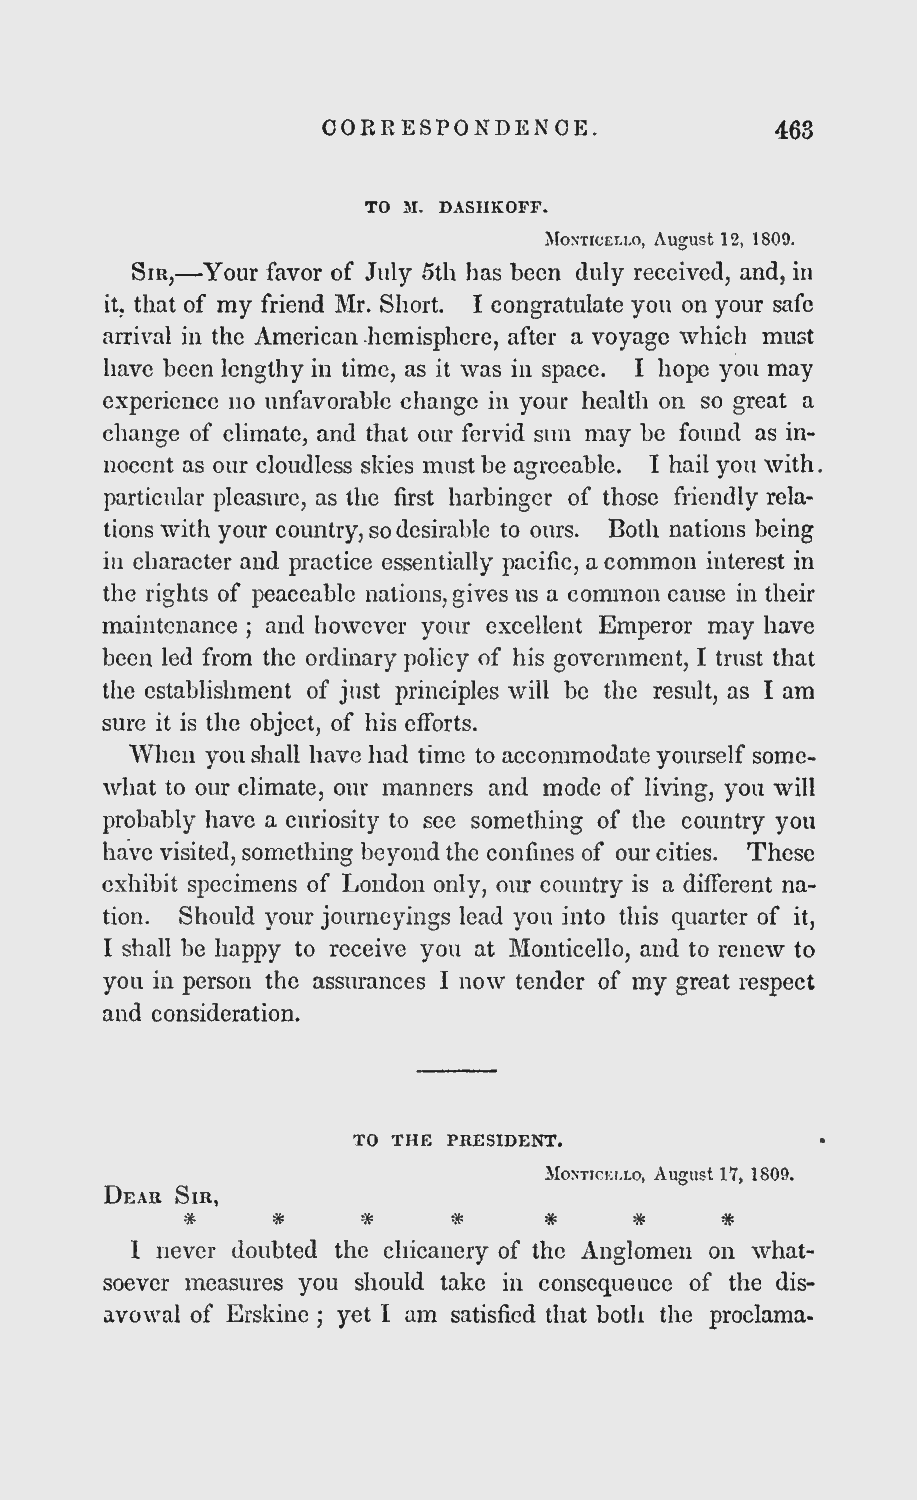 CORRESPONDENCE. 463
TO M. DASHKOFF.
MONTICELLO, August 12, 1809.
SIR,—Your favor of July 5th has been duly received, and, in
it, that of my friend Mr. Short. I congratulate you on your safe
arrival in the American hemisphere, after a voyage which must
have been lengthy in time, as it was in space. I hope you may
experience no unfavorable change in your health on so great a
change of climate, and that our fervid sun may be found as in-
nocent as our cloudless skies must be agreeable. I hail you with
particular pleasure, as the first harbinger of those friendly rela-
tions with your country, so desirable to ours. Both nations being
in character and practice essentially pacific, a common interest in
the rights of peaceable nations, gives us a common cause in their
maintenance ; and however your excellent Emperor may have
been led from the ordinary policy of his government, I trust that
the establishment of just principles will be the result, as I am
sure it is the object, of his efforts.
When you shall have had time to accommodate yourself some-
what to our climate, our manners and mode of living, you will
probably have a curiosity to see something of the country you
have visited, something beyond the confines of our cities. These
exhibit specimens of London only, our country is a different na-
tion. Should your journeyings lead you into this quarter of it,
I shall be happy to receive you at Monticello, and to renew to
you in person the assurances I now tender of my great respect
and consideration.
TO THE PRESIDENT.
MONTICELLO, August 17, 1809.
DEAR SIR,
* * * * * * *
I never doubted the chicanery of the Anglomen on what-
soever measures you should take in consequence of the dis-
avowal of Erskine ; yet I am satisfied that both the proclama-